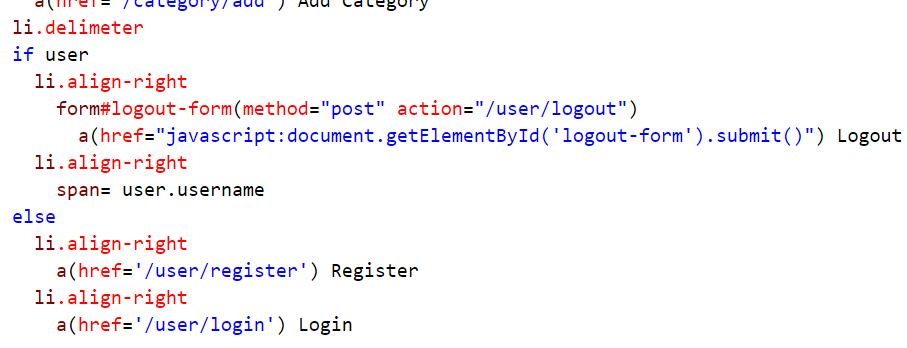 a(href='/category/add') Add Category
li.delimeter
if user
li.align-right
form#logout-form(method="post" action="/user/logout")
a(href="javascript:document.getElementById('logout-form').submit()") Logout
li.align-right
span= user.username
else
li.align-right
a(href='/user/register') Register
li.align-right
a(href='/user/login') Login